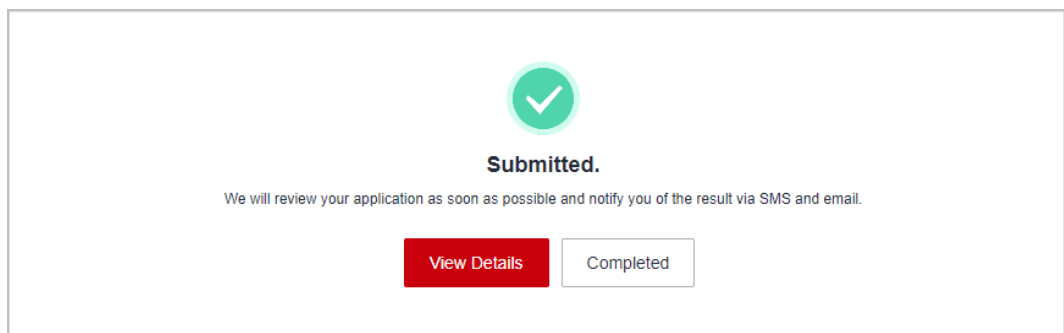 Submitted.
We will review your application as soon as possible and notify you of the result via SMS and email.
View Details
Completed